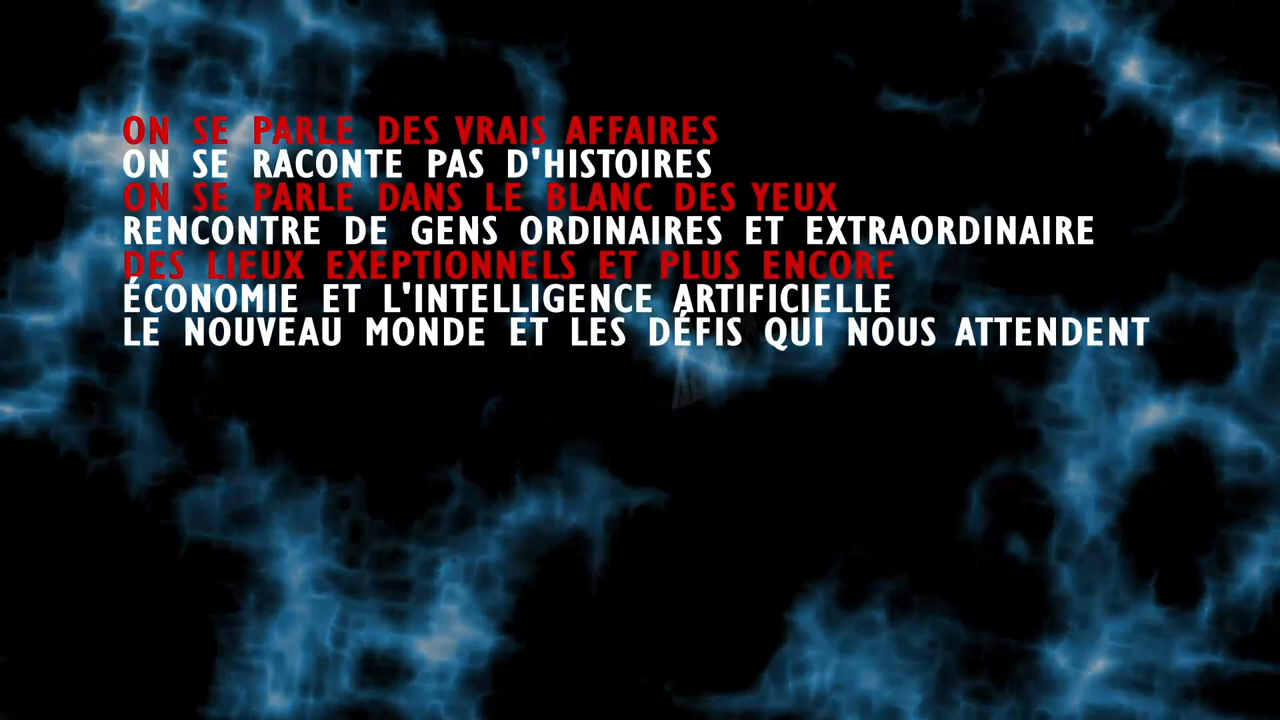 ON SE PARLE DES VRAIS AFFAIRES
ON SE RACONTE PAS D'HISTOIRES
ON SE PARLE DANS LE BLANC DES YEUX
RENCONTRE DE GENS ORDINAIRES ET EXTRAORDINAIRE
DES LIEUX EXEPTIONNELS ET PLUS ENCORE
ÉCONOMIE ET L'INTELLIGENCE ARTIFICIELLE
LE NOUVEAU MONDE ET LES DÉFIS QUI NOUS ATTENDENT